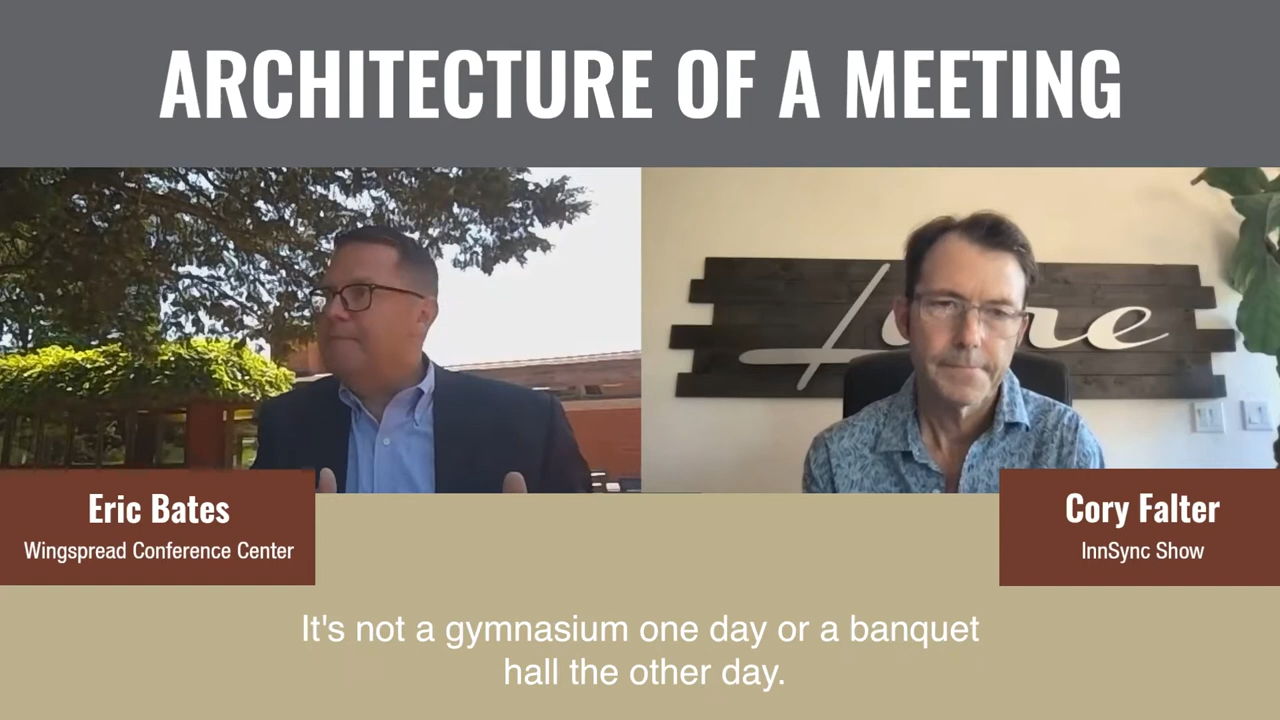 ARCHITECTURE OF A MEETING
Eric Bates
Wingspread Conference Center
Cory Falter
InnSync Show
It's not a gymnasium one day or a banquet
hall the other day.